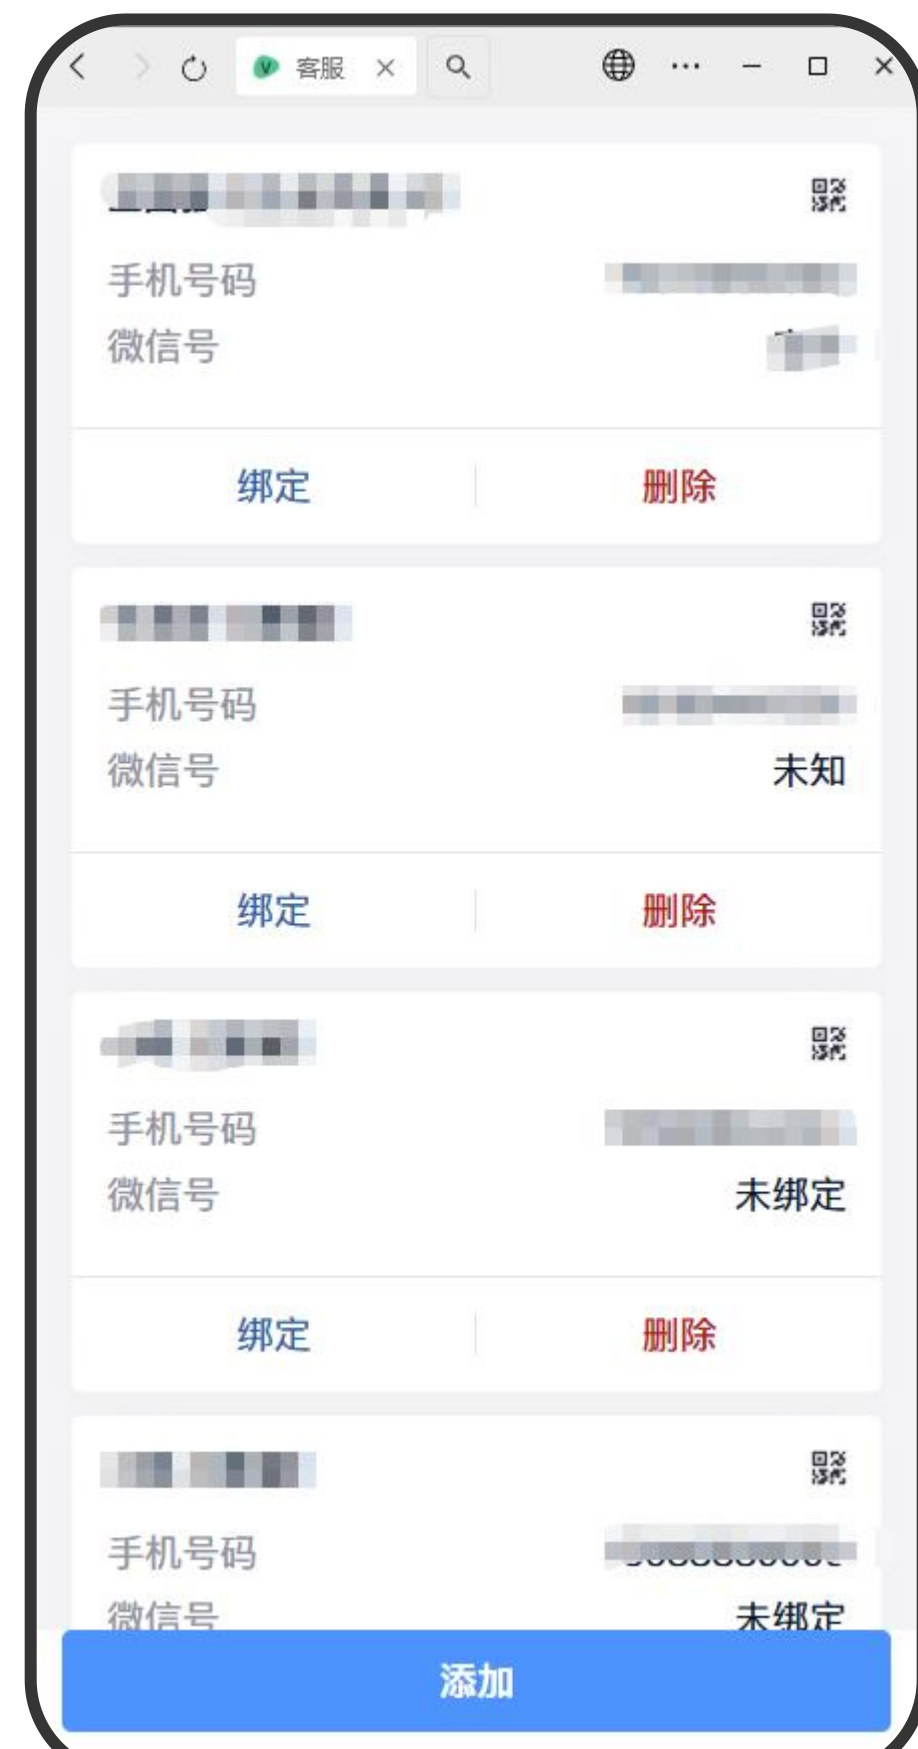 客服
手机号码
微信号
绑定 删除
手机号码
微信号 未知
绑定 删除
手机号码
微信号 未绑定
绑定 删除
手机号码
微信号 未绑定
添加